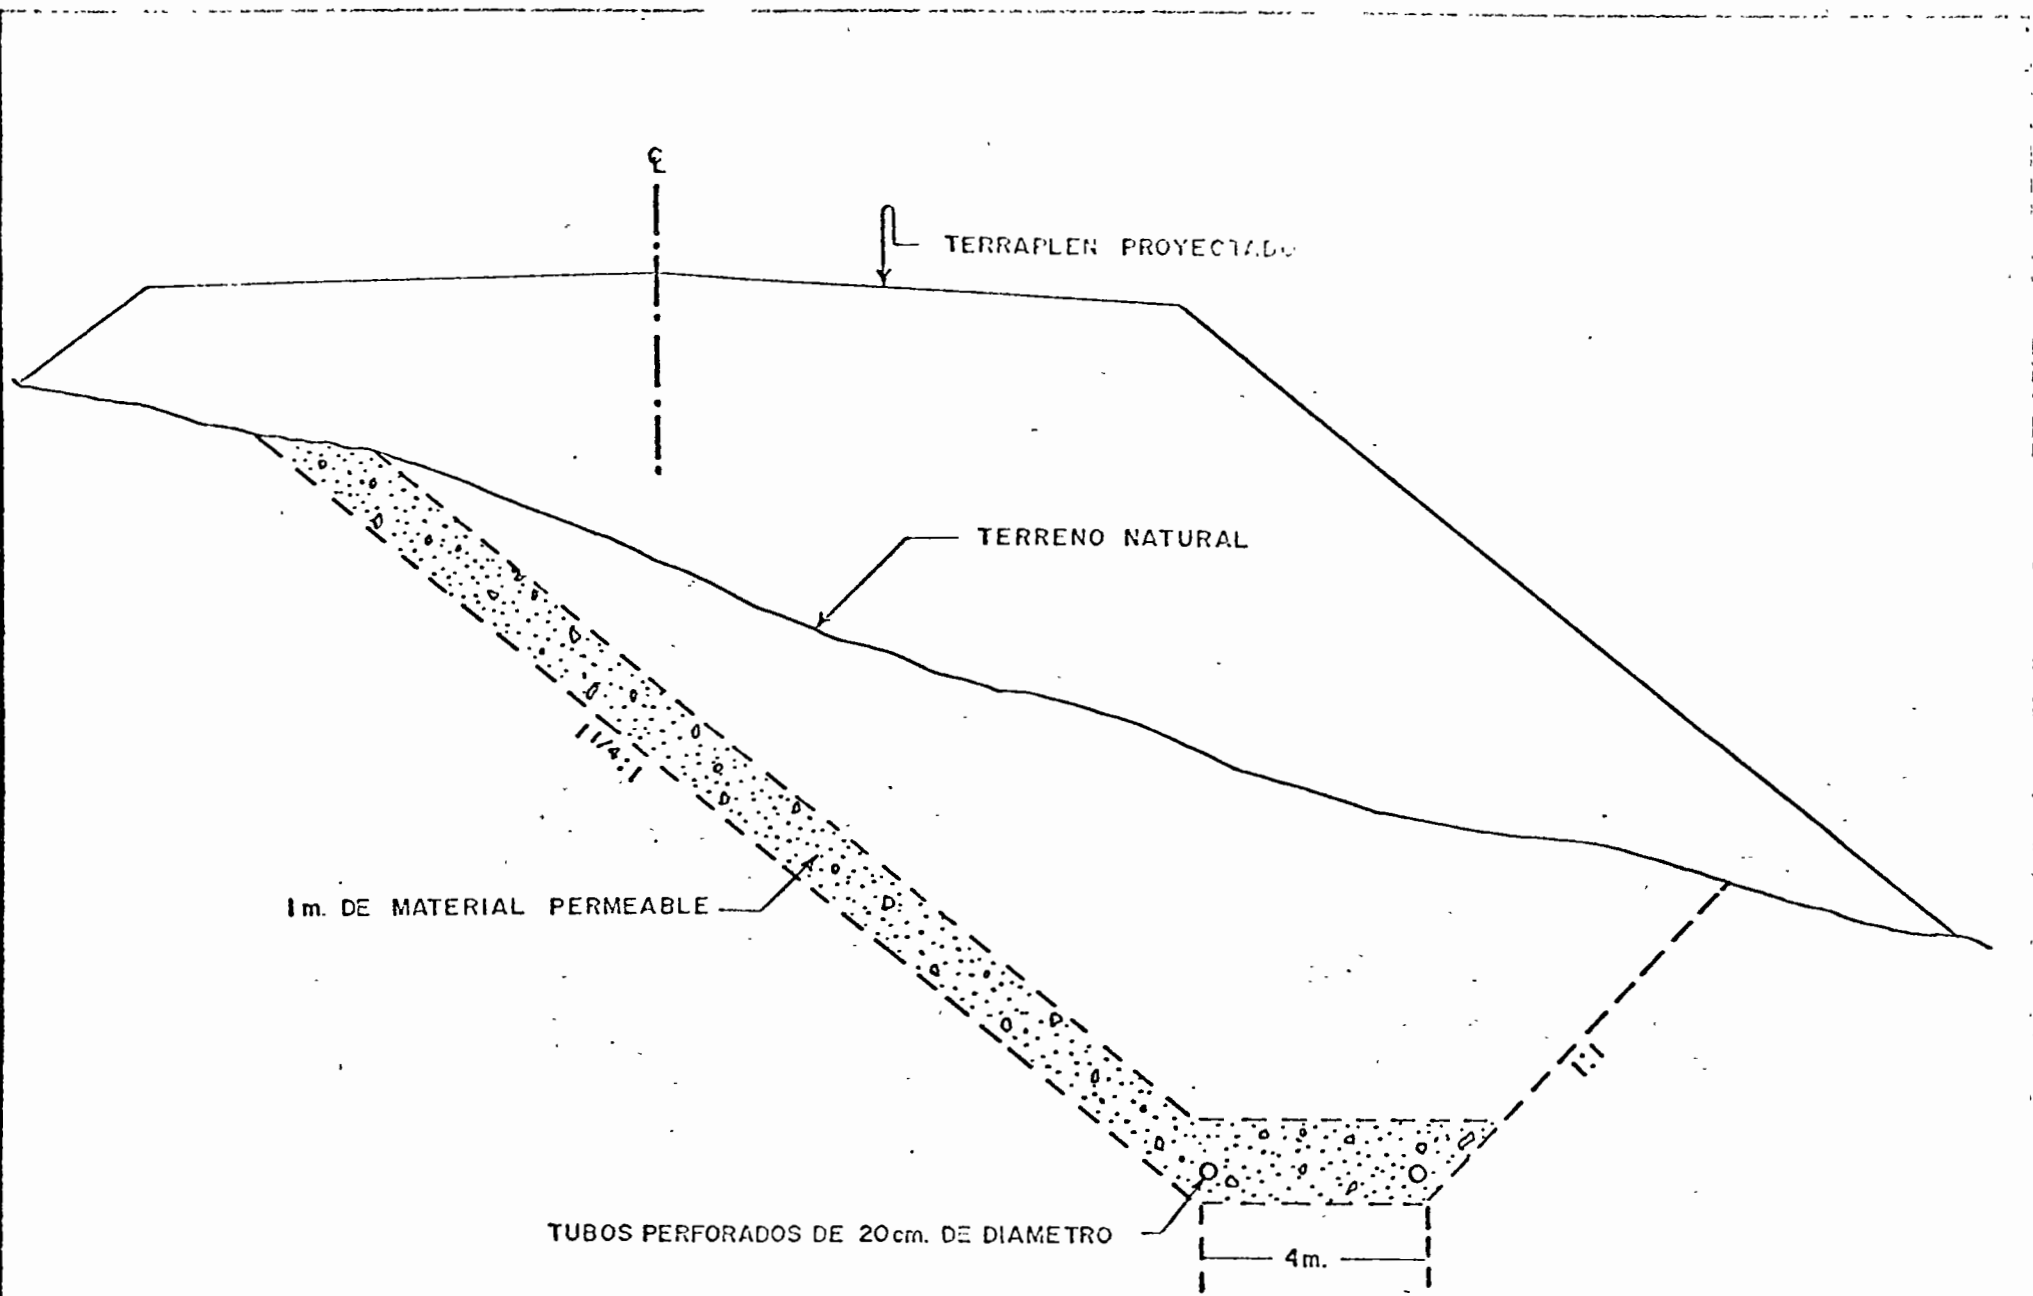 ℄
TERRAPLEN PROYECTADO
TERRENO NATURAL
1 1/4:1
1m. DE MATERIAL PERMEABLE
1:1
TUBOS PERFORADOS DE 20cm. DE DIAMETRO
4m.